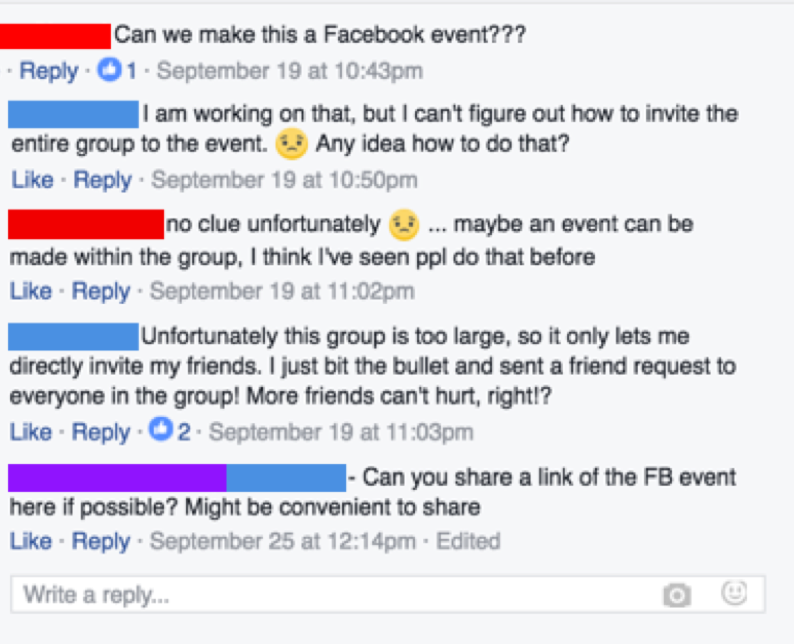 Can we make this a Facebook event???
· Reply · 1 · September 19 at 10:43pm
I am working on that, but I can't figure out how to invite the
entire group to the event. 😟 Any idea how to do that?
Like · Reply · September 19 at 10:50pm
no clue unfortunately 😟 ... maybe an event can be
made within the group, I think I've seen ppl do that before
Like · Reply · September 19 at 11:02pm
Unfortunately this group is too large, so it only lets me
directly invite my friends. I just bit the bullet and sent a friend request to
everyone in the group! More friends can't hurt, right!?
Like · Reply · 2 · September 19 at 11:03pm
- Can you share a link of the FB event
here if possible? Might be convenient to share
Like · Reply · September 25 at 12:14pm · Edited
Write a reply...